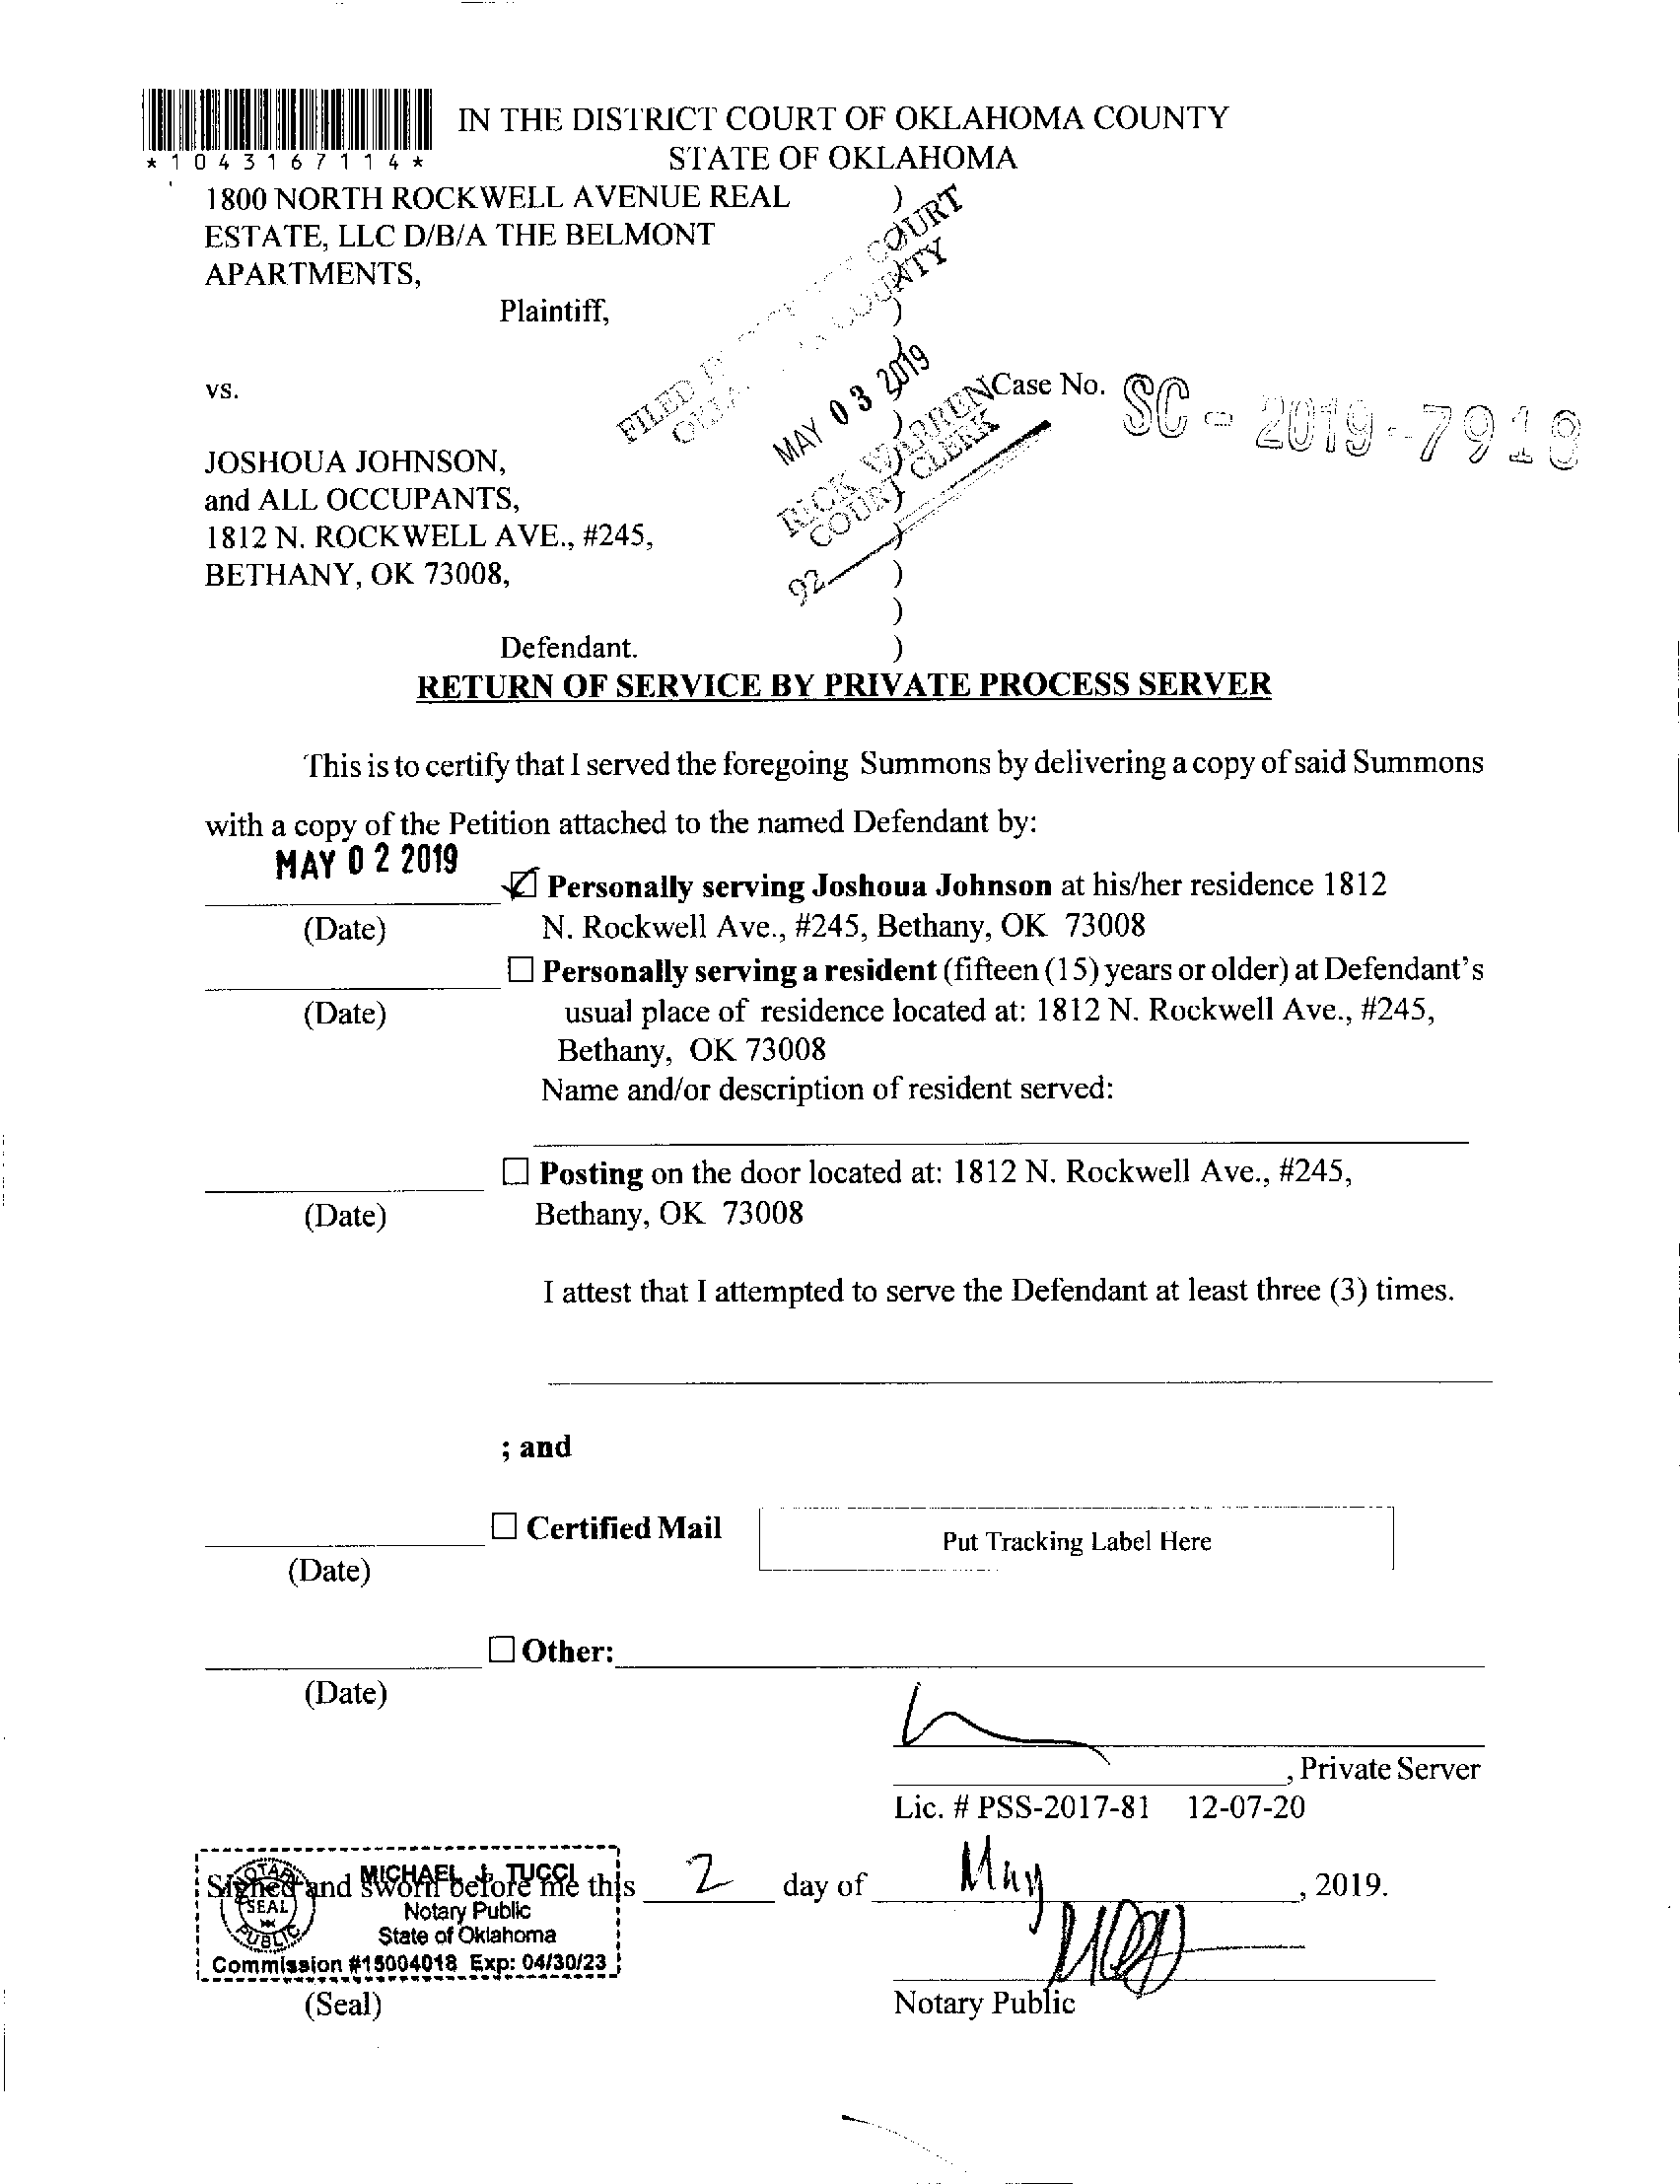 IN THE DISTRICT COURT OF OKLAHOMA COUNTY
*1043167114*
STATE OF OKLAHOMA
1800 NORTH ROCKWELL AVENUE REAL )
ESTATE, LLC D/B/A THE BELMONT
APARTMENTS,
Plaintiff, )
FILED COURT
COUNTY
MAY 03 2019
RICK WARREN
COURT CLERK
92
vs. )
Case No. SC - 2019 - 791
JOSHOUA JOHNSON, )
and ALL OCCUPANTS, )
1812 N. ROCKWELL AVE., #245, )
BETHANY, OK 73008, )
)
Defendant. )
RETURN OF SERVICE BY PRIVATE PROCESS SERVER
This is to certify that I served the foregoing Summons by delivering a copy of said Summons
with a copy of the Petition attached to the named Defendant by:
MAY 02 2019
☑ Personally serving Joshoua Johnson at his/her residence 1812
(Date) N. Rockwell Ave., #245, Bethany, OK 73008
☐ Personally serving a resident (fifteen (15) years or older) at Defendant's
(Date) usual place of residence located at: 1812 N. Rockwell Ave., #245,
Bethany, OK 73008
Name and/or description of resident served:
☐ Posting on the door located at: 1812 N. Rockwell Ave., #245,
(Date) Bethany, OK 73008
I attest that I attempted to serve the Defendant at least three (3) times.
; and
☐ Certified Mail Put Tracking Label Here
(Date)
☐ Other:
(Date)
, Private Server
Lic. # PSS-2017-81 12-07-20
Signed and sworn before me this 2 day of May, 2019.
MICHAEL J. TUCCI
NOTARY PUBLIC SEAL
Notary Public
State of Oklahoma
Commission #15004018 Exp: 04/30/23
(Seal) Notary Public